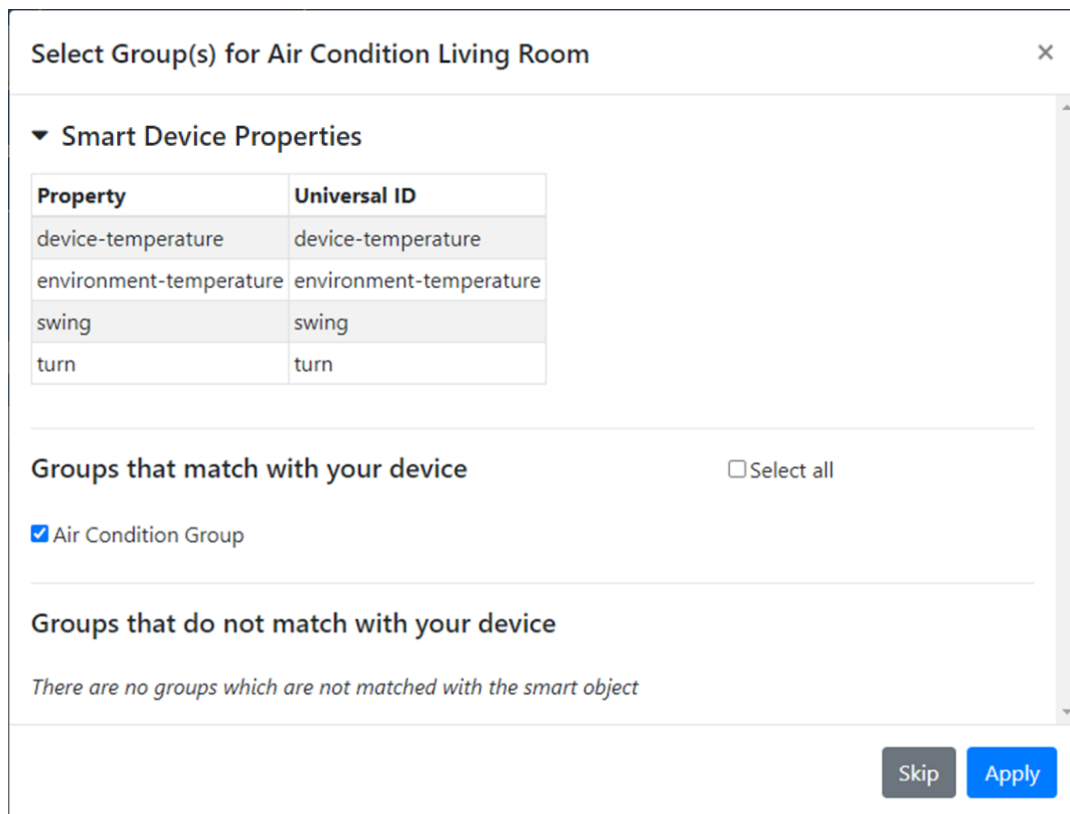 Select Group(s) for Air Condition Living Room ×
Smart Device Properties
Property Universal ID
device-temperature device-temperature
environment-temperature environment-temperature
swing swing
turn turn
Groups that match with your device Select all
Air Condition Group
Groups that do not match with your device
There are no groups which are not matched with the smart object
Skip Apply